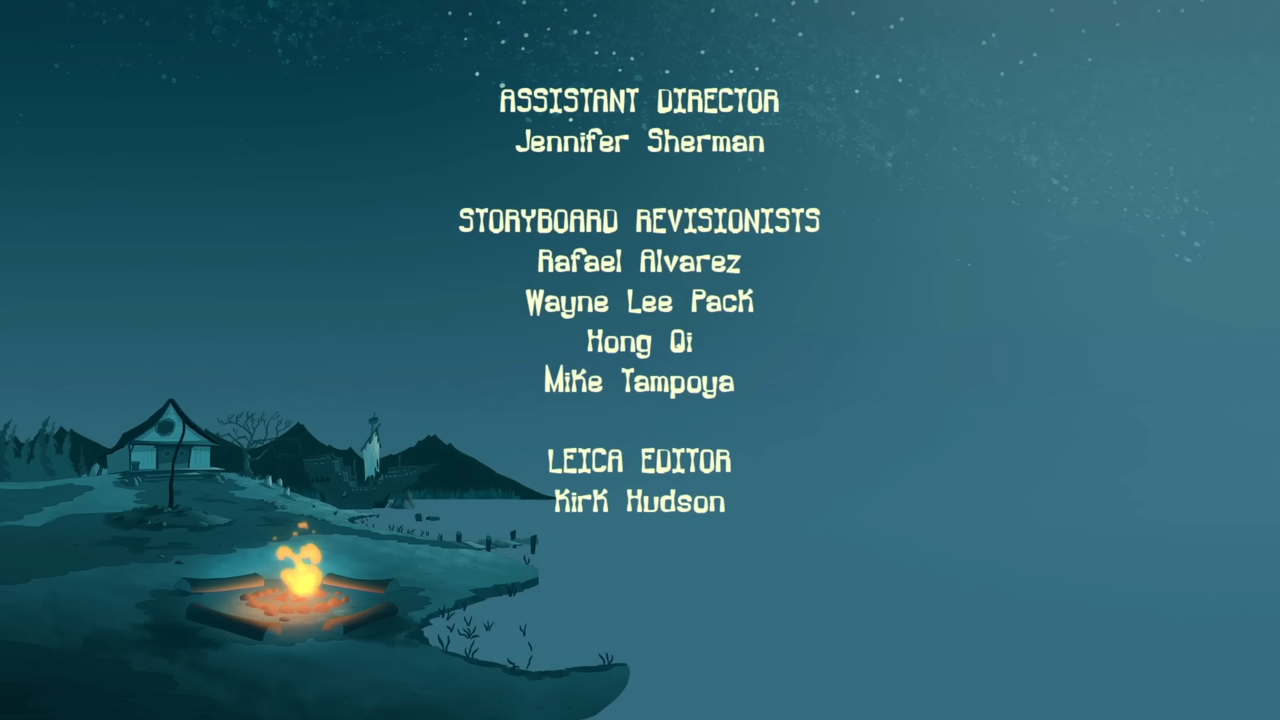 ASSISTANT DIRECTOR
Jennifer Sherman
STORYBOARD REVISIONISTS
Rafael Alvarez
Wayne Lee Pack
Hong Qi
Mike Tampoya
LEICA EDITOR
Kirk Hudson